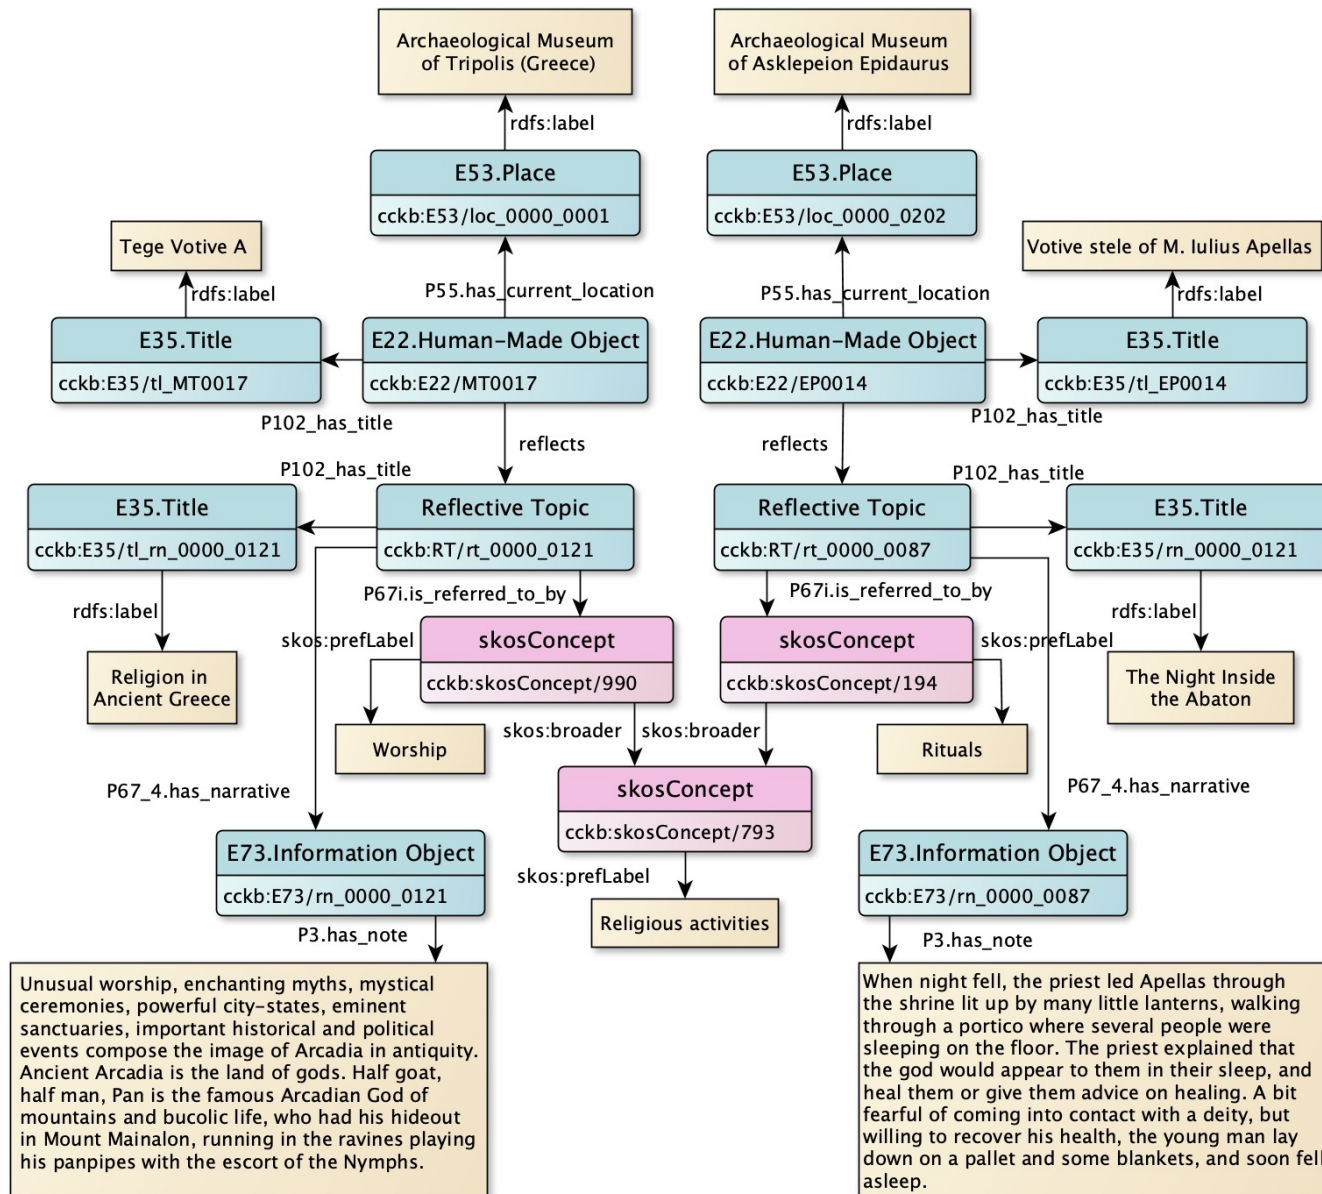 Archaeological Museum
of Tripolis (Greece)
Archaeological Museum
of Asklepeion Epidaurus
rdfs:label
rdfs:label
E53.Place
cckb:E53/loc_0000_0001
E53.Place
cckb:E53/loc_0000_0202
Tege Votive A
Votive stele of M. Iulius Apellas
rdfs:label
P55.has_current_location
P55.has_current_location
rdfs:label
E35.Title
cckb:E35/tl_MT0017
E22.Human-Made Object
cckb:E22/MT0017
E22.Human-Made Object
cckb:E22/EP0014
E35.Title
cckb:E35/tl_EP0014
P102_has_title
P102_has_title
reflects
reflects
P102_has_title
P102_has_title
E35.Title
cckb:E35/tl_rn_0000_0121
Reflective Topic
cckb:RT/rt_0000_0121
Reflective Topic
cckb:RT/rt_0000_0087
E35.Title
cckb:E35/rn_0000_0121
P67i.is_referred_to_by
P67i.is_referred_to_by
rdfs:label
rdfs:label
skos:prefLabel
skos:prefLabel
skosConcept
cckb:skosConcept/990
skosConcept
cckb:skosConcept/194
Religion in
Ancient Greece
The Night Inside
the Abaton
skos:broader
skos:broader
Worship
Rituals
P67_4.has_narrative
P67_4.has_narrative
skosConcept
cckb:skosConcept/793
E73.Information Object
cckb:E73/rn_0000_0121
E73.Information Object
cckb:E73/rn_0000_0087
skos:prefLabel
Religious activities
P3.has_note
P3.has_note
Unusual worship, enchanting myths, mystical
ceremonies, powerful city-states, eminent
sanctuaries, important historical and political
events compose the image of Arcadia in antiquity.
Ancient Arcadia is the land of gods. Half goat,
half man, Pan is the famous Arcadian God of
mountains and bucolic life, who had his hideout
in Mount Mainalon, running in the ravines playing
his panpipes with the escort of the Nymphs.
When night fell, the priest led Apellas through
the shrine lit up by many little lanterns, walking
through a portico where several people were
sleeping on the floor. The priest explained that
the god would appear to them in their sleep, and
heal them or give them advice on healing. A bit
fearful of coming into contact with a deity, but
willing to recover his health, the young man lay
down on a pallet and some blankets, and soon fell
asleep.